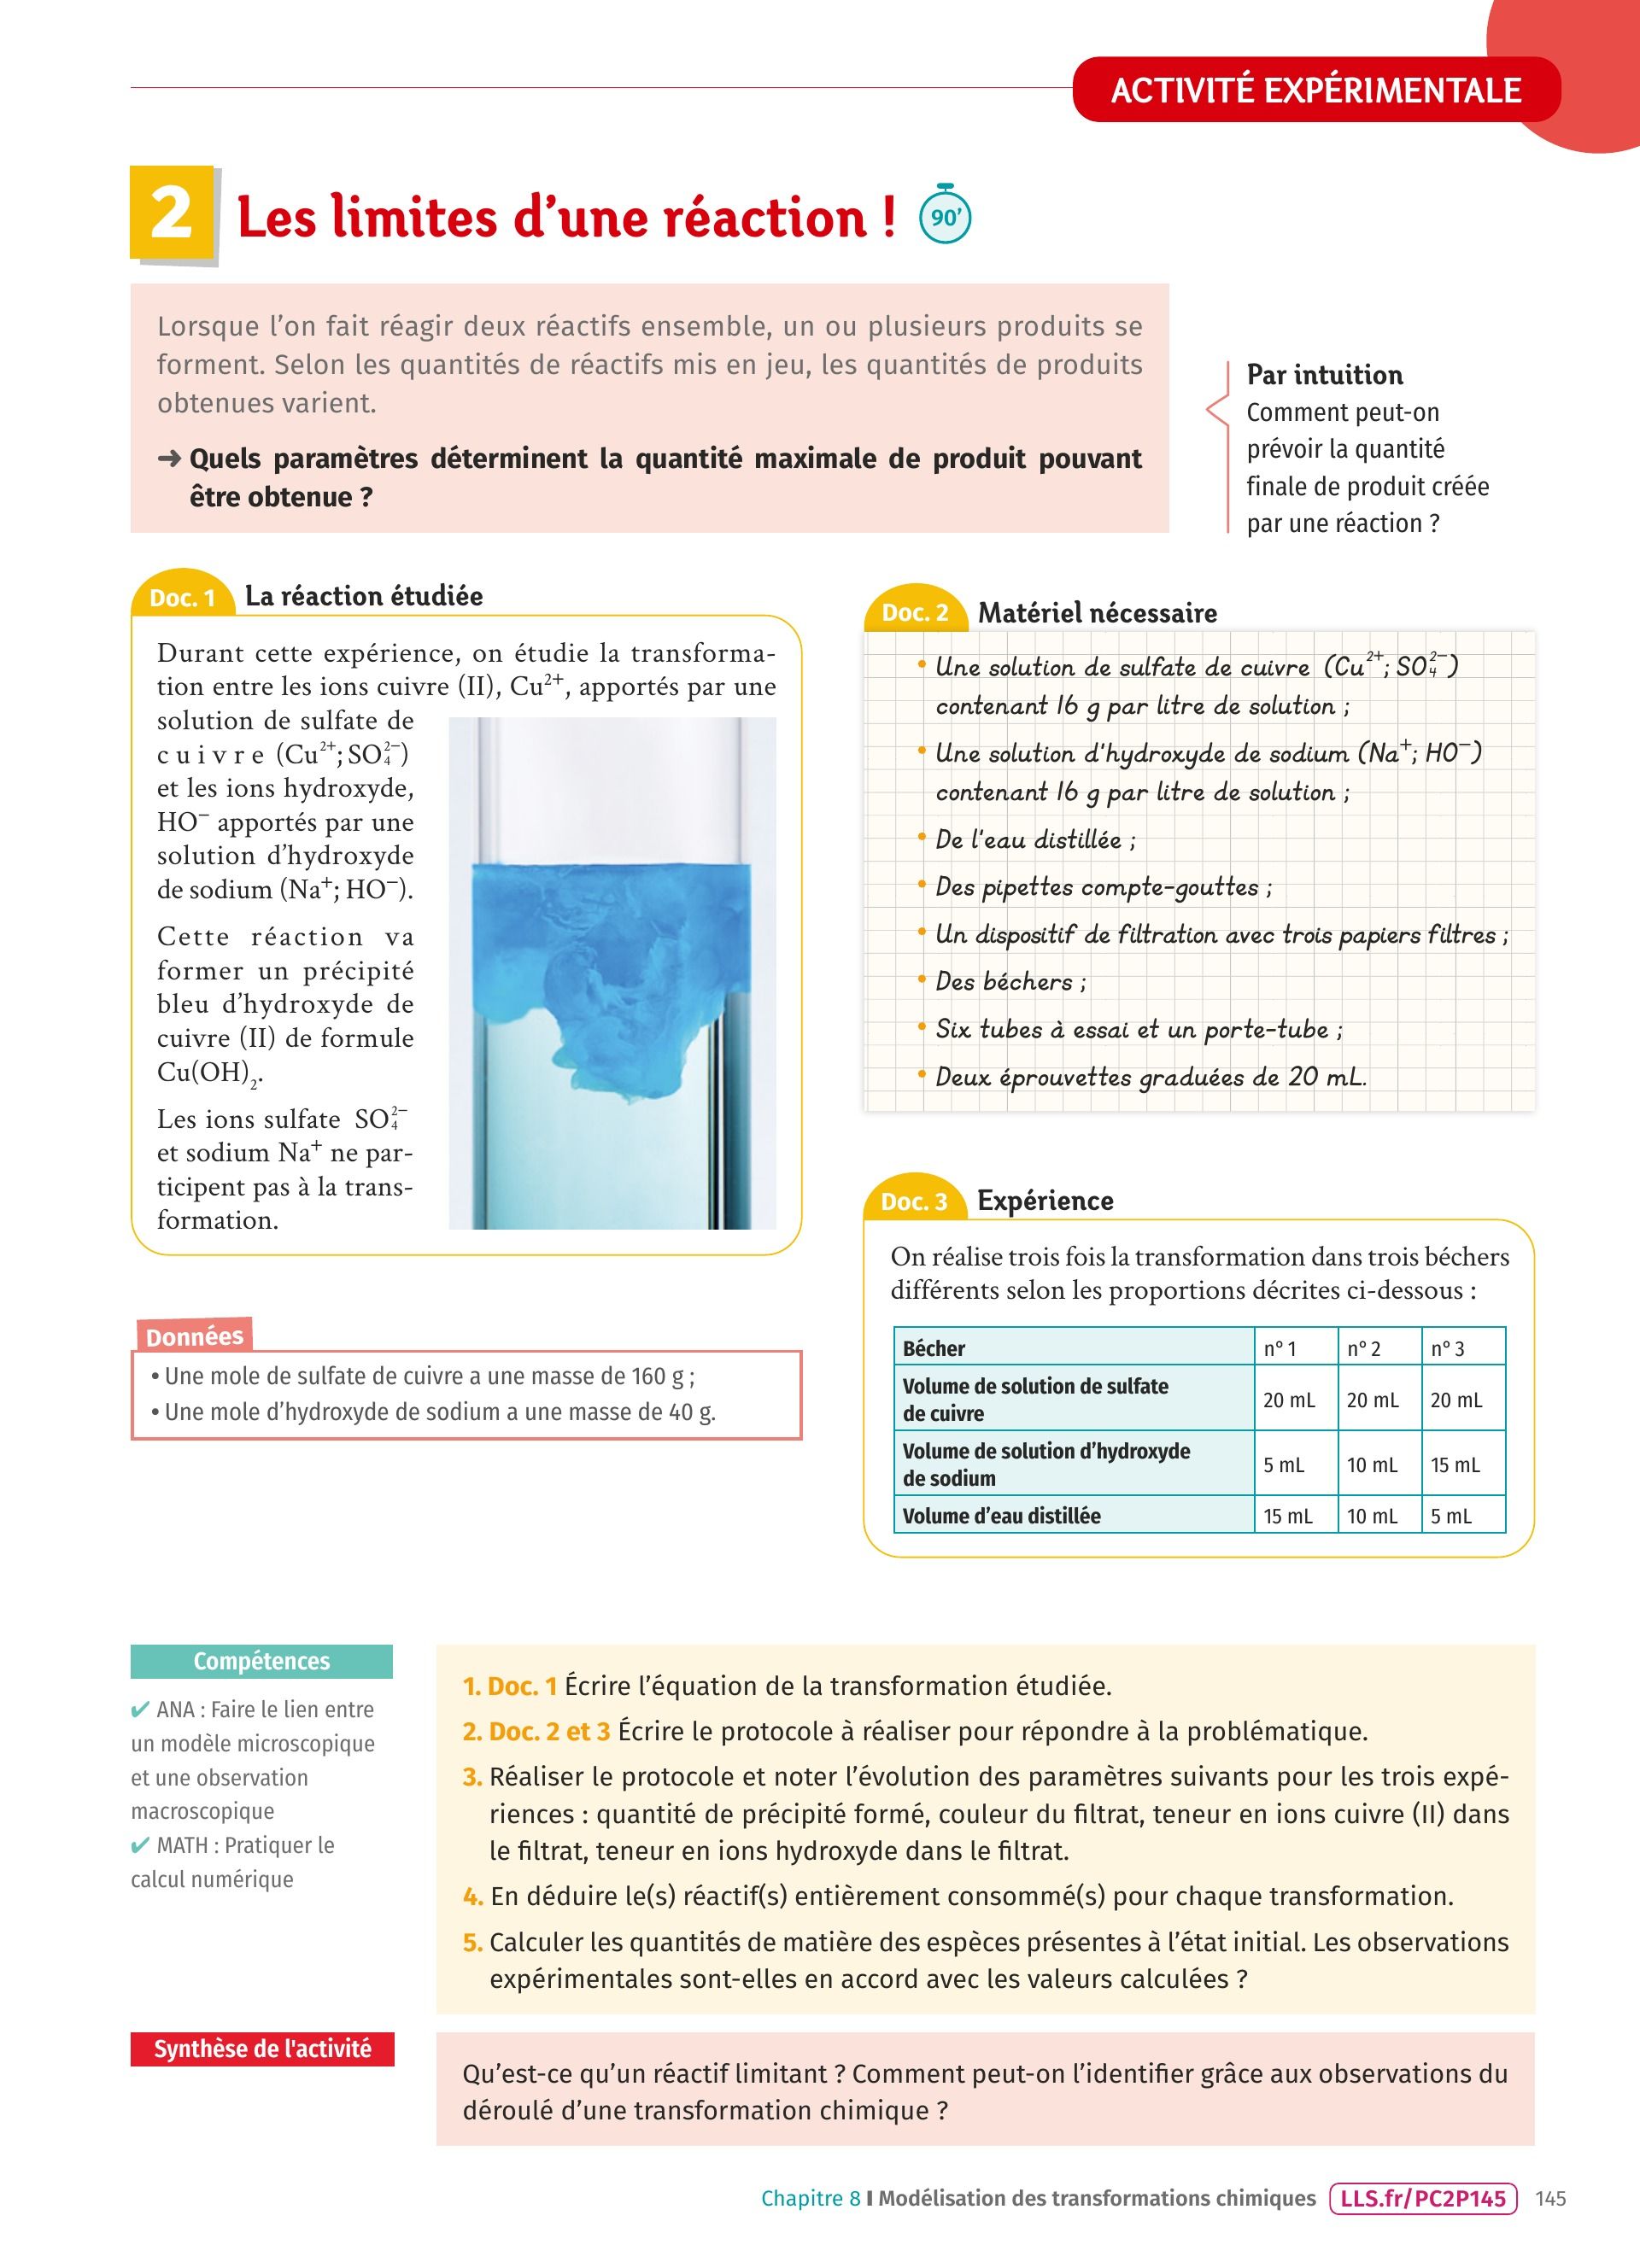 ACTIVITÉ EXPÉRIMENTALE
2 Les limites d’une réaction ! 90’
Lorsque l’on fait réagir deux réactifs ensemble, un ou plusieurs produits se
forment. Selon les quantités de réactifs mis en jeu, les quantités de produits
obtenues varient.
➜ Quels paramètres déterminent la quantité maximale de produit pouvant
être obtenue ?
Par intuition
Comment peut-on
prévoir la quantité
finale de produit créée
par une réaction ?
Doc. 1 La réaction étudiée
Durant cette expérience, on étudie la transforma-
tion entre les ions cuivre (II), Cu²⁺, apportés par une
solution de sulfate de
cuivre (Cu²⁺; SO₄²⁻)
et les ions hydroxyde,
HO⁻ apportés par une
solution d’hydroxyde
de sodium (Na⁺; HO⁻).
Cette réaction va
former un précipité
bleu d’hydroxyde de
cuivre (II) de formule
Cu(OH)₂.
Les ions sulfate SO₄²⁻
et sodium Na⁺ ne par-
ticipent pas à la trans-
formation.
Données
• Une mole de sulfate de cuivre a une masse de 160 g ;
• Une mole d’hydroxyde de sodium a une masse de 40 g.
Doc. 2 Matériel nécessaire
• Une solution de sulfate de cuivre (Cu²⁺; SO₄²⁻)
contenant 16 g par litre de solution ;
• Une solution d'hydroxyde de sodium (Na⁺; HO⁻)
contenant 16 g par litre de solution ;
• De l'eau distillée ;
• Des pipettes compte-gouttes ;
• Un dispositif de filtration avec trois papiers filtres ;
• Des béchers ;
• Six tubes à essai et un porte-tube ;
• Deux éprouvettes graduées de 20 mL.
Doc. 3 Expérience
On réalise trois fois la transformation dans trois béchers
différents selon les proportions décrites ci-dessous :
Bécher n° 1 n° 2 n° 3
Volume de solution de sulfate
de cuivre 20 mL 20 mL 20 mL
Volume de solution d’hydroxyde
de sodium 5 mL 10 mL 15 mL
Volume d’eau distillée 15 mL 10 mL 5 mL
Compétences
✔ ANA : Faire le lien entre
un modèle microscopique
et une observation
macroscopique
✔ MATH : Pratiquer le
calcul numérique
1. Doc. 1 Écrire l’équation de la transformation étudiée.
2. Doc. 2 et 3 Écrire le protocole à réaliser pour répondre à la problématique.
3. Réaliser le protocole et noter l’évolution des paramètres suivants pour les trois expé-
riences : quantité de précipité formé, couleur du filtrat, teneur en ions cuivre (II) dans
le filtrat, teneur en ions hydroxyde dans le filtrat.
4. En déduire le(s) réactif(s) entièrement consommé(s) pour chaque transformation.
5. Calculer les quantités de matière des espèces présentes à l’état initial. Les observations
expérimentales sont-elles en accord avec les valeurs calculées ?
Synthèse de l'activité
Qu’est-ce qu’un réactif limitant ? Comment peut-on l’identifier grâce aux observations du
déroulé d’une transformation chimique ?
Chapitre 8 I Modélisation des transformations chimiques LLS.fr/PC2P145 145